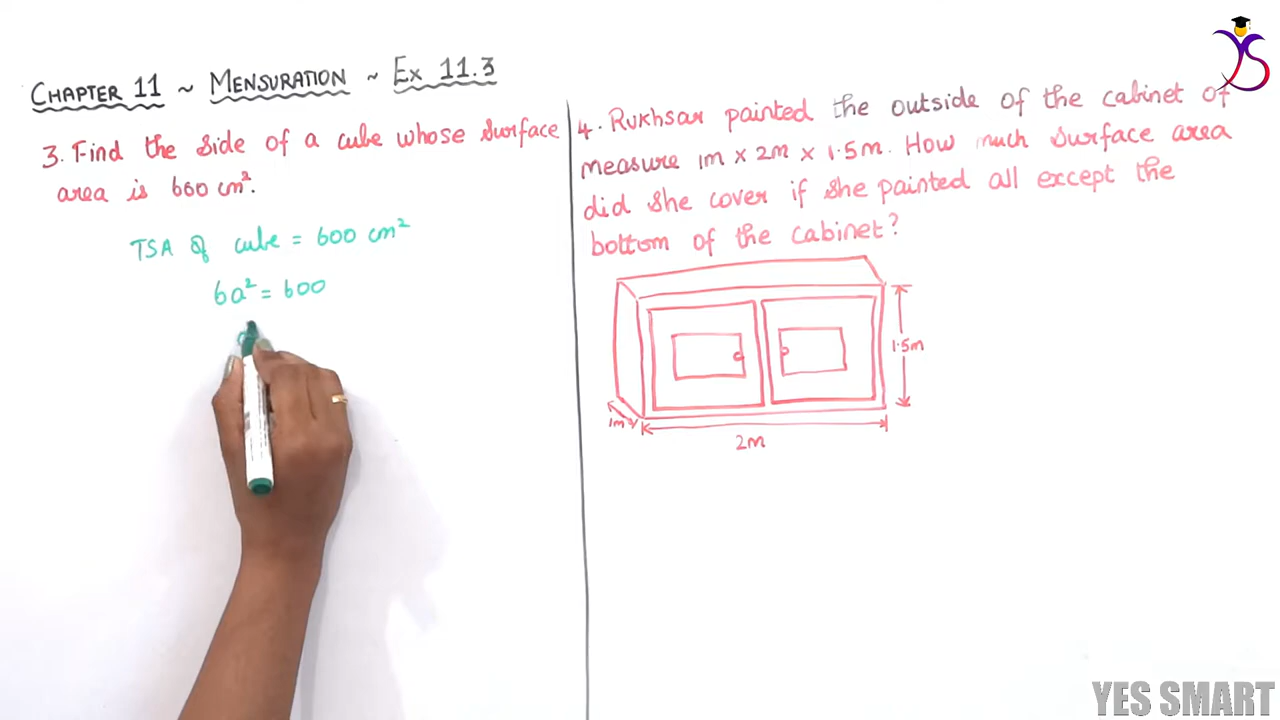 CHAPTER 11 ~ MENSURATION ~ Ex 11.3
3. Find the side of a cube whose surface
area is 600 cm².
TSA of cube = 600 cm²
6a² = 600
4. Rukhsar painted the outside of the cabinet of
measure 1m x 2m x 1.5m. How much surface area
did she cover if she painted all except the
bottom of the cabinet?
1.5m
1m
2m
YES SMART